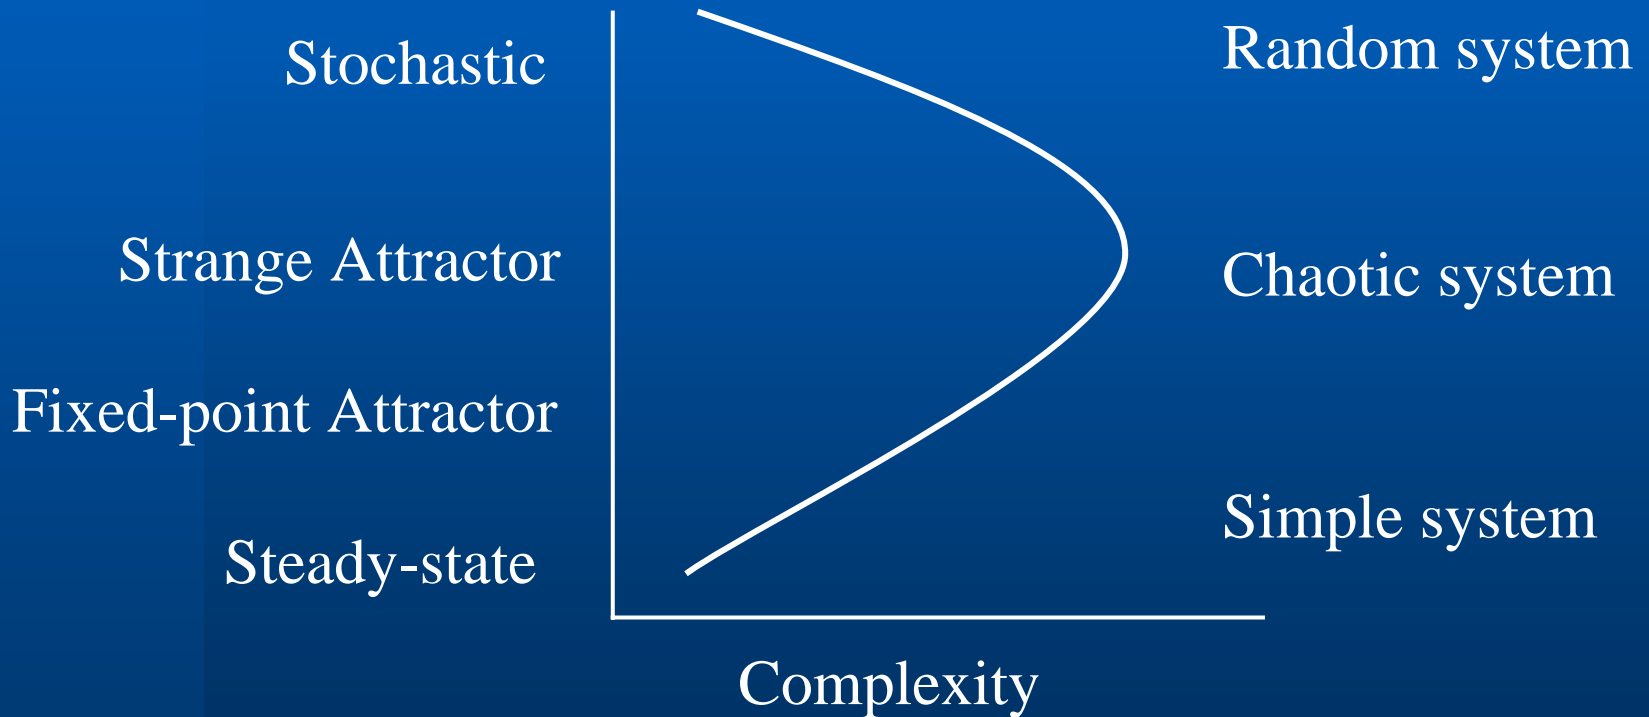 Stochastic
Random system
Strange Attractor
Chaotic system
Fixed-point Attractor
Simple system
Steady-state
Complexity